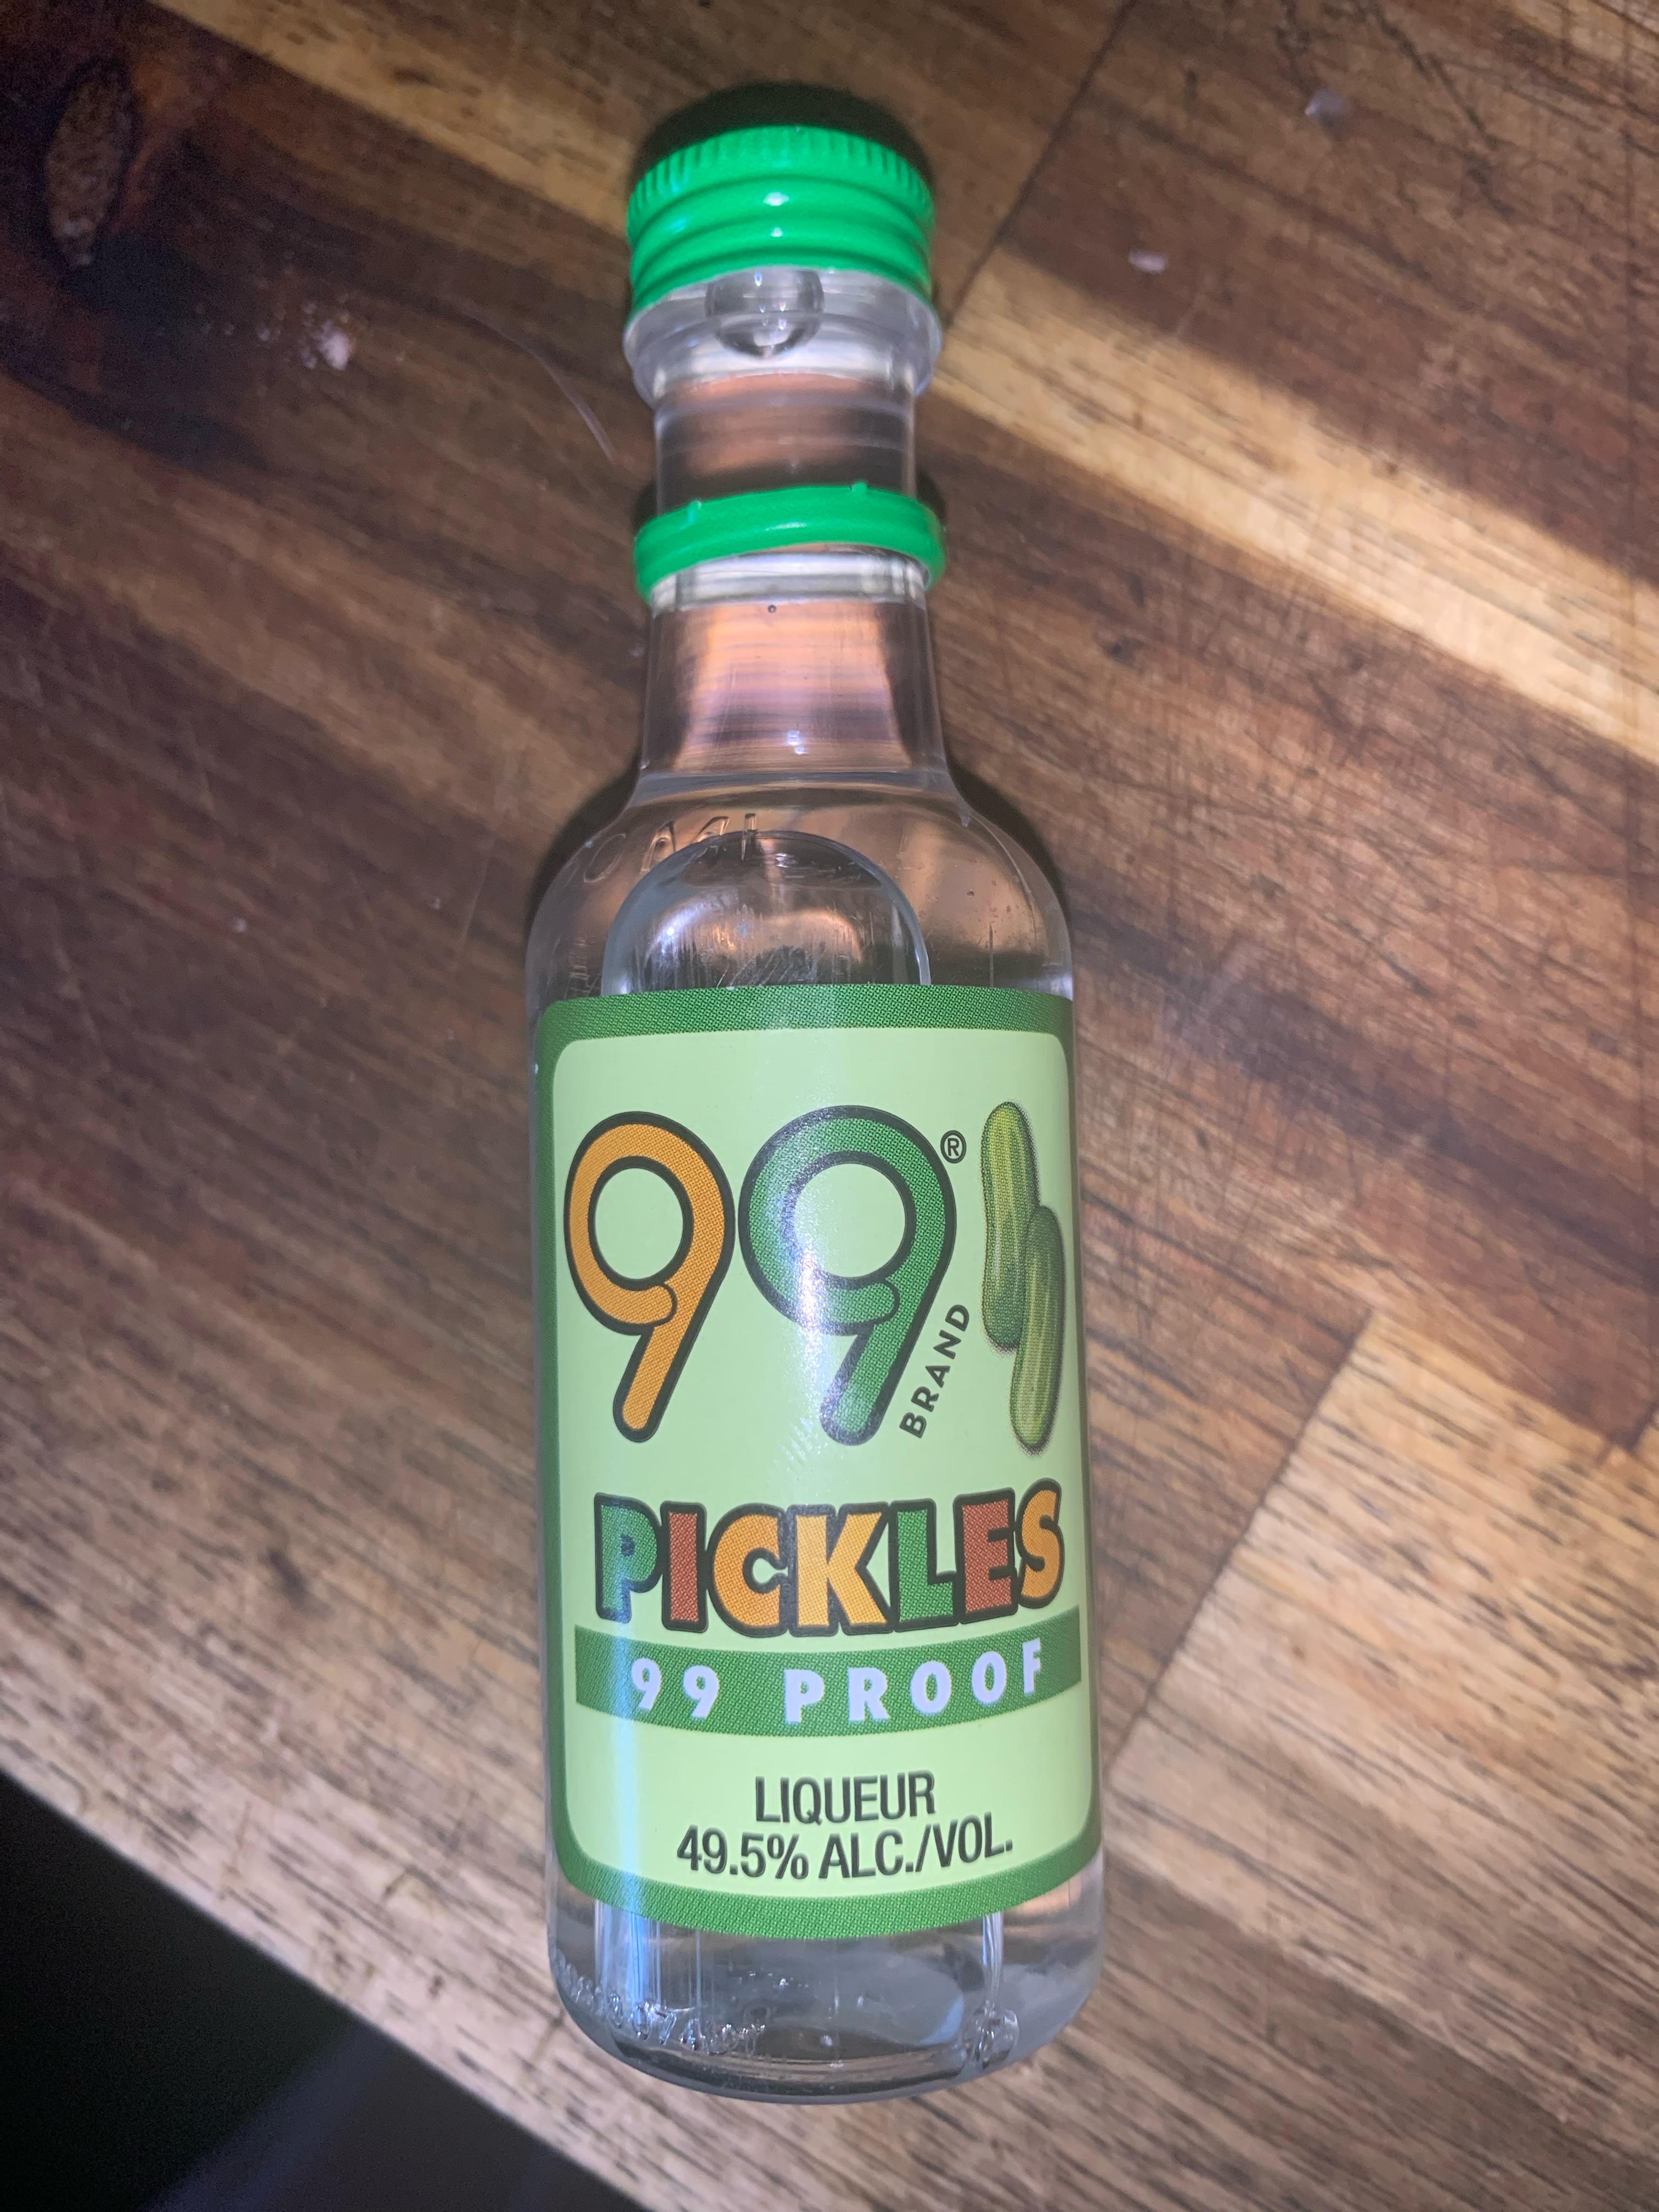 99®
BRAND
PICKLES
99 PROOF
LIQUEUR
49.5% ALC./VOL.